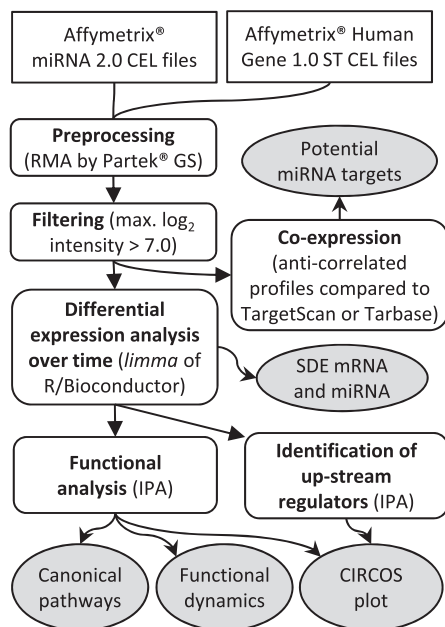 Affymetrix®
miRNA 2.0 CEL files
Affymetrix® Human
Gene 1.0 ST CEL files
Preprocessing
(RMA by Partek® GS)
Potential
miRNA targets
Filtering (max. log₂
intensity > 7.0)
Co-expression
(anti-correlated
profiles compared to
TargetScan or Tarbase)
Differential
expression analysis
over time (limma of
R/Bioconductor)
SDE mRNA
and miRNA
Functional
analysis (IPA)
Identification of
up-stream
regulators (IPA)
Canonical
pathways
Functional
dynamics
CIRCOS
plot